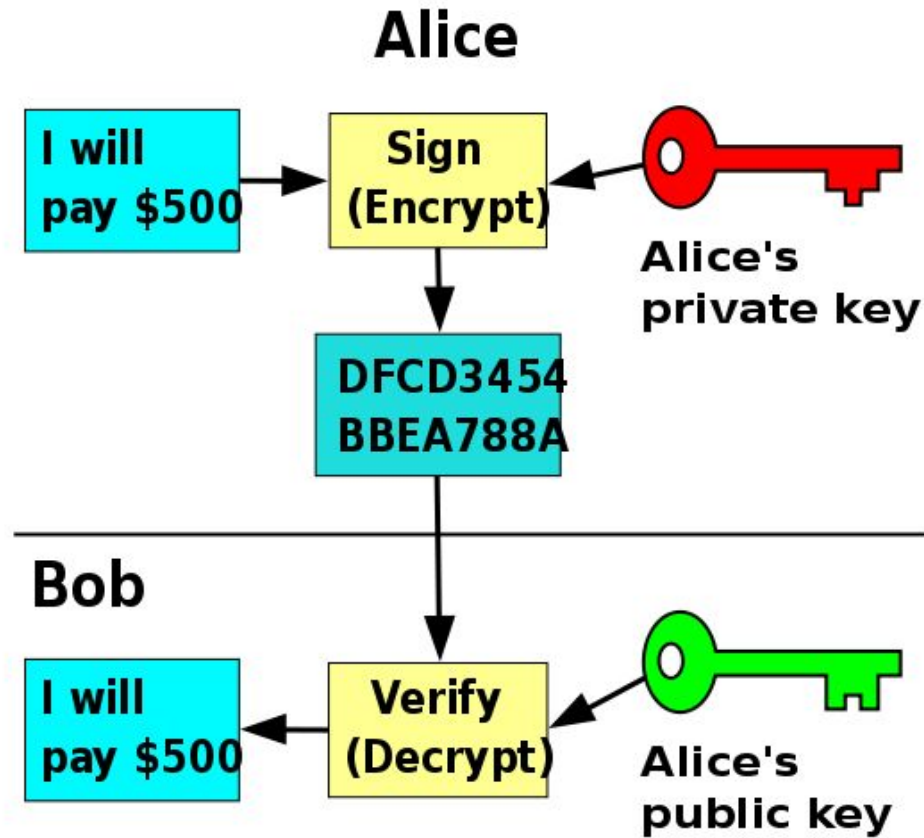 Alice
I will
pay $500
Sign
(Encrypt)
Alice's
private key
DFCD3454
BBEA788A
Bob
I will
pay $500
Verify
(Decrypt)
Alice's
public key